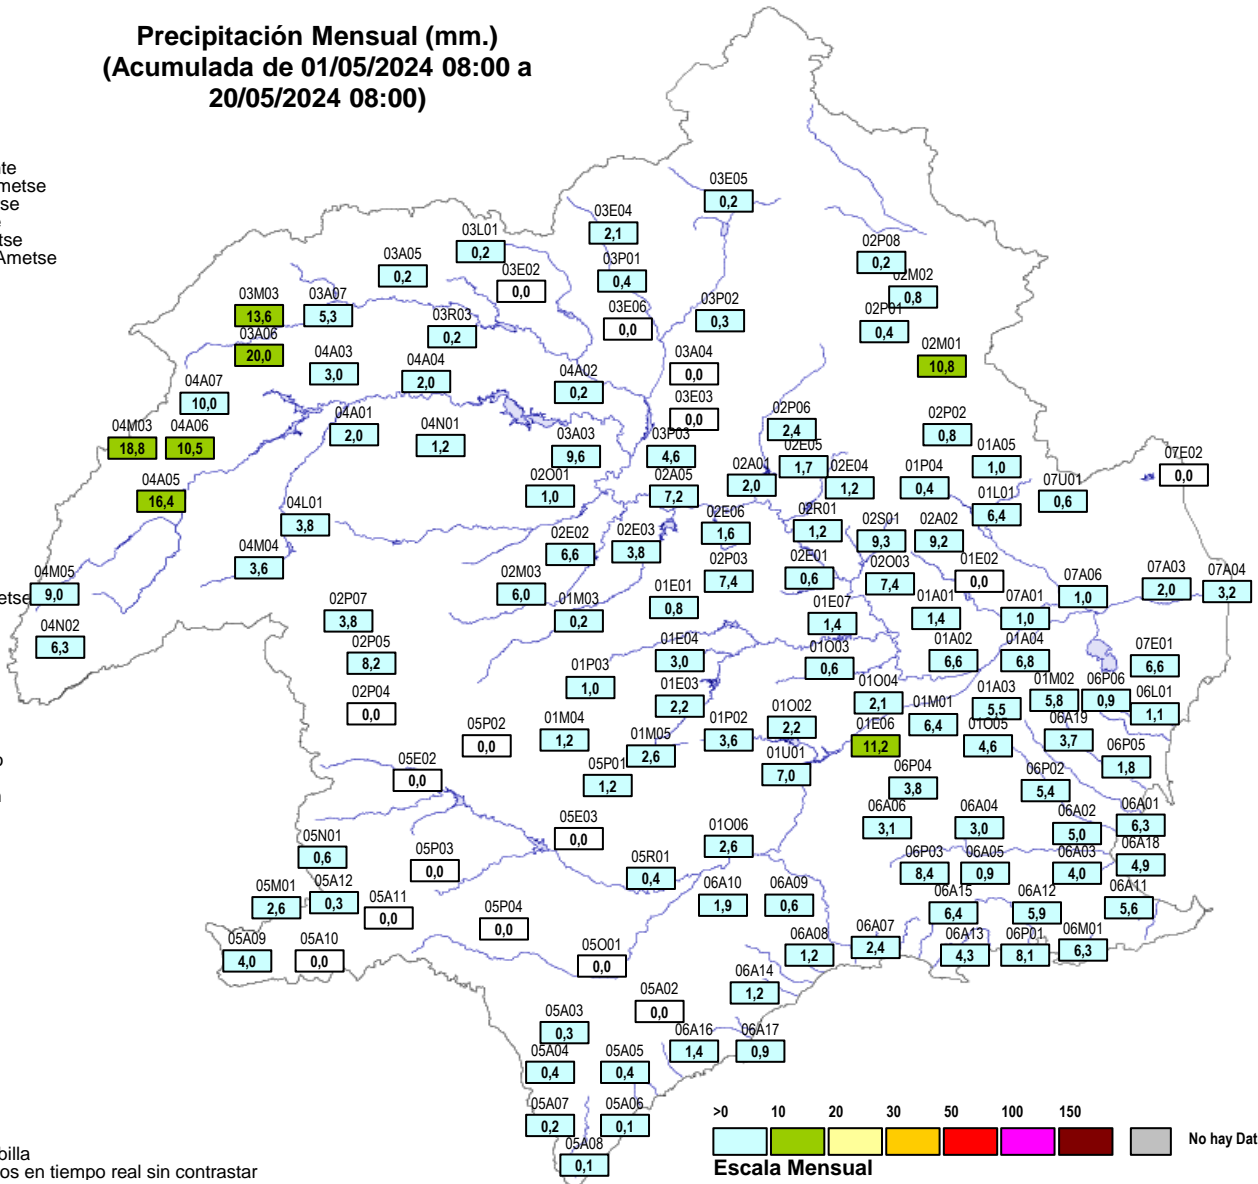 Precipitación Mensual (mm.)
(Acumulada de 01/05/2024 08:00 a
20/05/2024 08:00)
nte
metse
tse
e
tse
Ametse
03E05
0,2
03E04
2,1
03L01
0,2
02P08
0,2
03A05
0,2
03P01
0,4
03E02
0,0
02M02
0,8
03M03
13,6
03A07
5,3
03P02
0,3
03E06
0,0
03R03
0,2
02P01
0,4
03A06
20,0
04A03
3,0
03A04
0,0
02M01
10,8
04A04
2,0
04A02
0,2
04A07
10,0
03E03
0,0
04M03
18,8
04A06
10,5
04A01
2,0
04N01
1,2
02P06
2,4
02P02
0,8
03A03
9,6
03P03
4,6
02E05
1,7
01A05
1,0
07E02
0,0
04A05
16,4
02O01
1,0
02A05
7,2
02A01
2,0
02E04
1,2
01P04
0,4
07U01
0,6
01L01
6,4
04L01
3,8
02E06
1,6
02R01
1,2
02S01
9,3
02A02
9,2
02E02
6,6
02E03
3,8
04M04
3,6
04M05
9,0
etse
02M03
6,0
02P03
7,4
02E01
0,6
02O03
7,4
01E02
0,0
07A06
1,0
07A03
2,0
07A04
3,2
01E01
0,8
01M03
0,2
02P07
3,8
01E07
1,4
01A01
1,4
07A01
1,0
04N02
6,3
02P05
8,2
01E04
3,0
01O03
0,6
01A02
6,6
01A04
6,8
07E01
6,6
01P03
1,0
01E03
2,2
01O04
2,1
01A03
5,5
01M02
5,8
06P06
0,9
06L01
1,1
02P04
0,0
01M01
6,4
05P02
0,0
01M04
1,2
01M05
2,6
01P02
3,6
01O02
2,2
01E06
11,2
01O05
4,6
06A19
3,7
06P05
1,8
05E02
0,0
05P01
1,2
01U01
7,0
06P04
3,8
06P02
5,4
05E03
0,0
06A06
3,1
06A04
3,0
06A02
5,0
06A01
6,3
05N01
0,6
05P03
0,0
01O06
2,6
05R01
0,4
06P03
8,4
06A05
0,9
06A03
4,0
06A18
4,9
05M01
2,6
05A12
0,3
05A11
0,0
06A10
1,9
06A09
0,6
06A15
6,4
06A12
5,9
06A11
5,6
05P04
0,0
05A09
4,0
05A10
0,0
05O01
0,0
06A08
1,2
06A07
2,4
06A13
4,3
06P01
8,1
06M01
6,3
06A14
1,2
05A02
0,0
05A03
0,3
06A16
1,4
06A17
0,9
05A04
0,4
05A05
0,4
05A07
0,2
05A06
0,1
05A08
0,1
>0 10 20 30 50 100 150
No hay Dat
Escala Mensual
billa
os en tiempo real sin contrastar